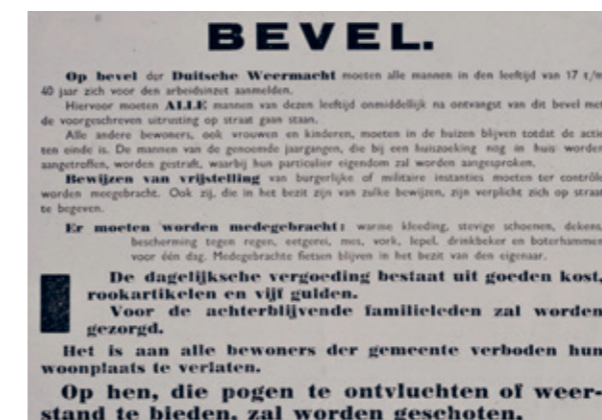 BEVEL.
Op bevel der Duitsche Weermacht moeten alle mannen in den leeftijd van 17 t/m
40 jaar zich voor den arbeidsinzet aanmelden.
Hiervoor moeten ALLE mannen van dezen leeftijd onmiddellijk na ontvangst van dit bevel met
de voorgeschreven uitrusting op straat gaan staan.
Alle andere bewoners, ook vrouwen en kinderen, moeten in de huizen blijven totdat de actie
ten einde is. De mannen van de genoemde jaargangen, die bij een huiszoeking nog in huis worden
aangetroffen, worden gestraft, waarbij hun particulier eigendom zal worden aangesproken.
Bewijzen van vrijstelling van burgerlijke of militaire instanties moeten ter contrôle
worden meegebracht. Ook zij, die in het bezit zijn van zulke bewijzen, zijn verplicht zich op straat
te begeven.
Er moeten worden medegebracht: warme kleeding, stevige schoenen, dekens,
bescherming tegen regen, eetgerei, mes, vork, lepel, drinkbeker en boterhammen
voor één dag. Medegebrachte fietsen blijven in het bezit van den eigenaar.
De dagelijksche vergoeding bestaat uit goeden kost,
rookartikelen en vijf gulden.
Voor de achterblijvende familieleden zal worden
gezorgd.
Het is aan alle bewoners der gemeente verboden hun
woonplaats te verlaten.
Op hen, die pogen te ontvluchten of weer-
stand te bieden, zal worden geschoten.